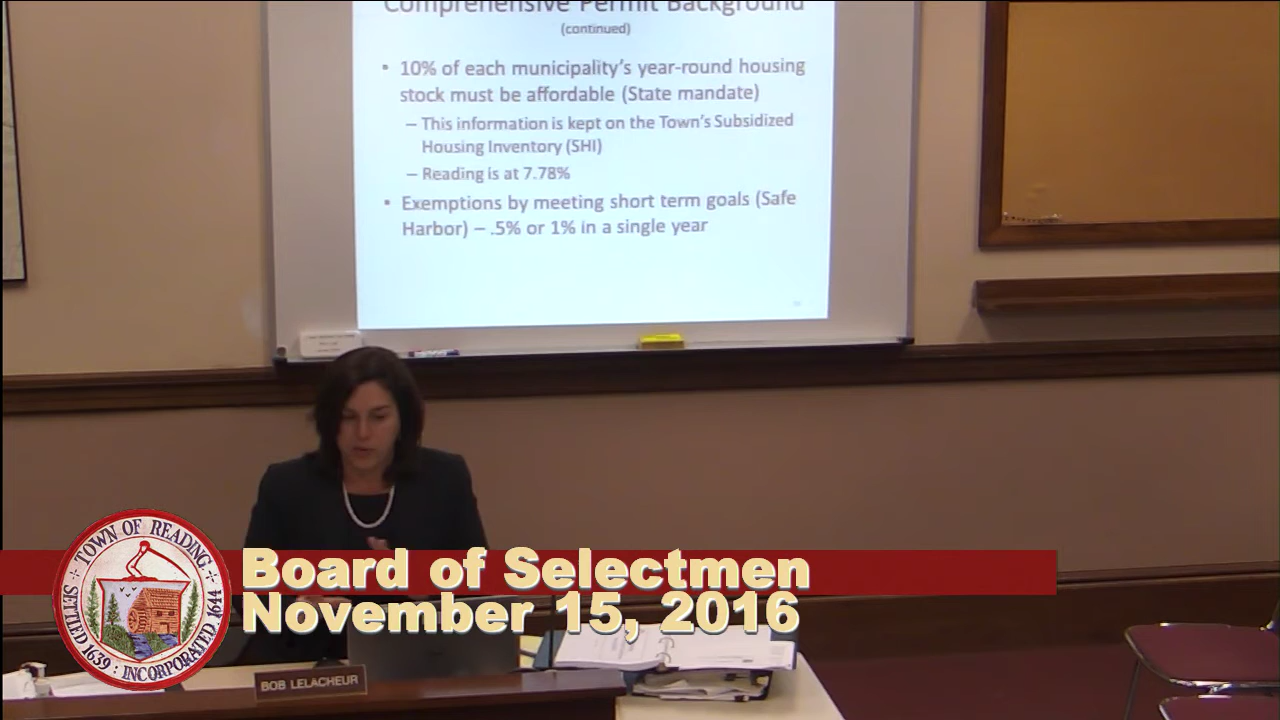 Comprehensive Permit Background
(continued)
• 10% of each municipality's year-round housing
stock must be affordable (State mandate)
– This information is kept on the Town's Subsidized
Housing Inventory (SHI)
– Reading is at 7.78%
• Exemptions by meeting short term goals (Safe
Harbor) – .5% or 1% in a single year
TOWN OF READING
SETTLED 1639 : INCORPORATED 1644
Board of Selectmen
November 15, 2016
BOB LELACHEUR